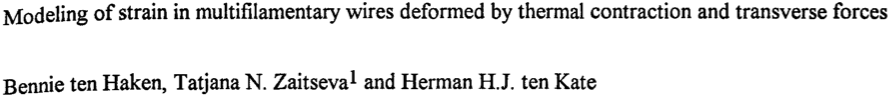 Modeling of strain in multifilamentary wires deformed by thermal contraction and transverse forces
Bennie ten Haken, Tatjana N. Zaitseva1 and Herman H.J. ten Kate